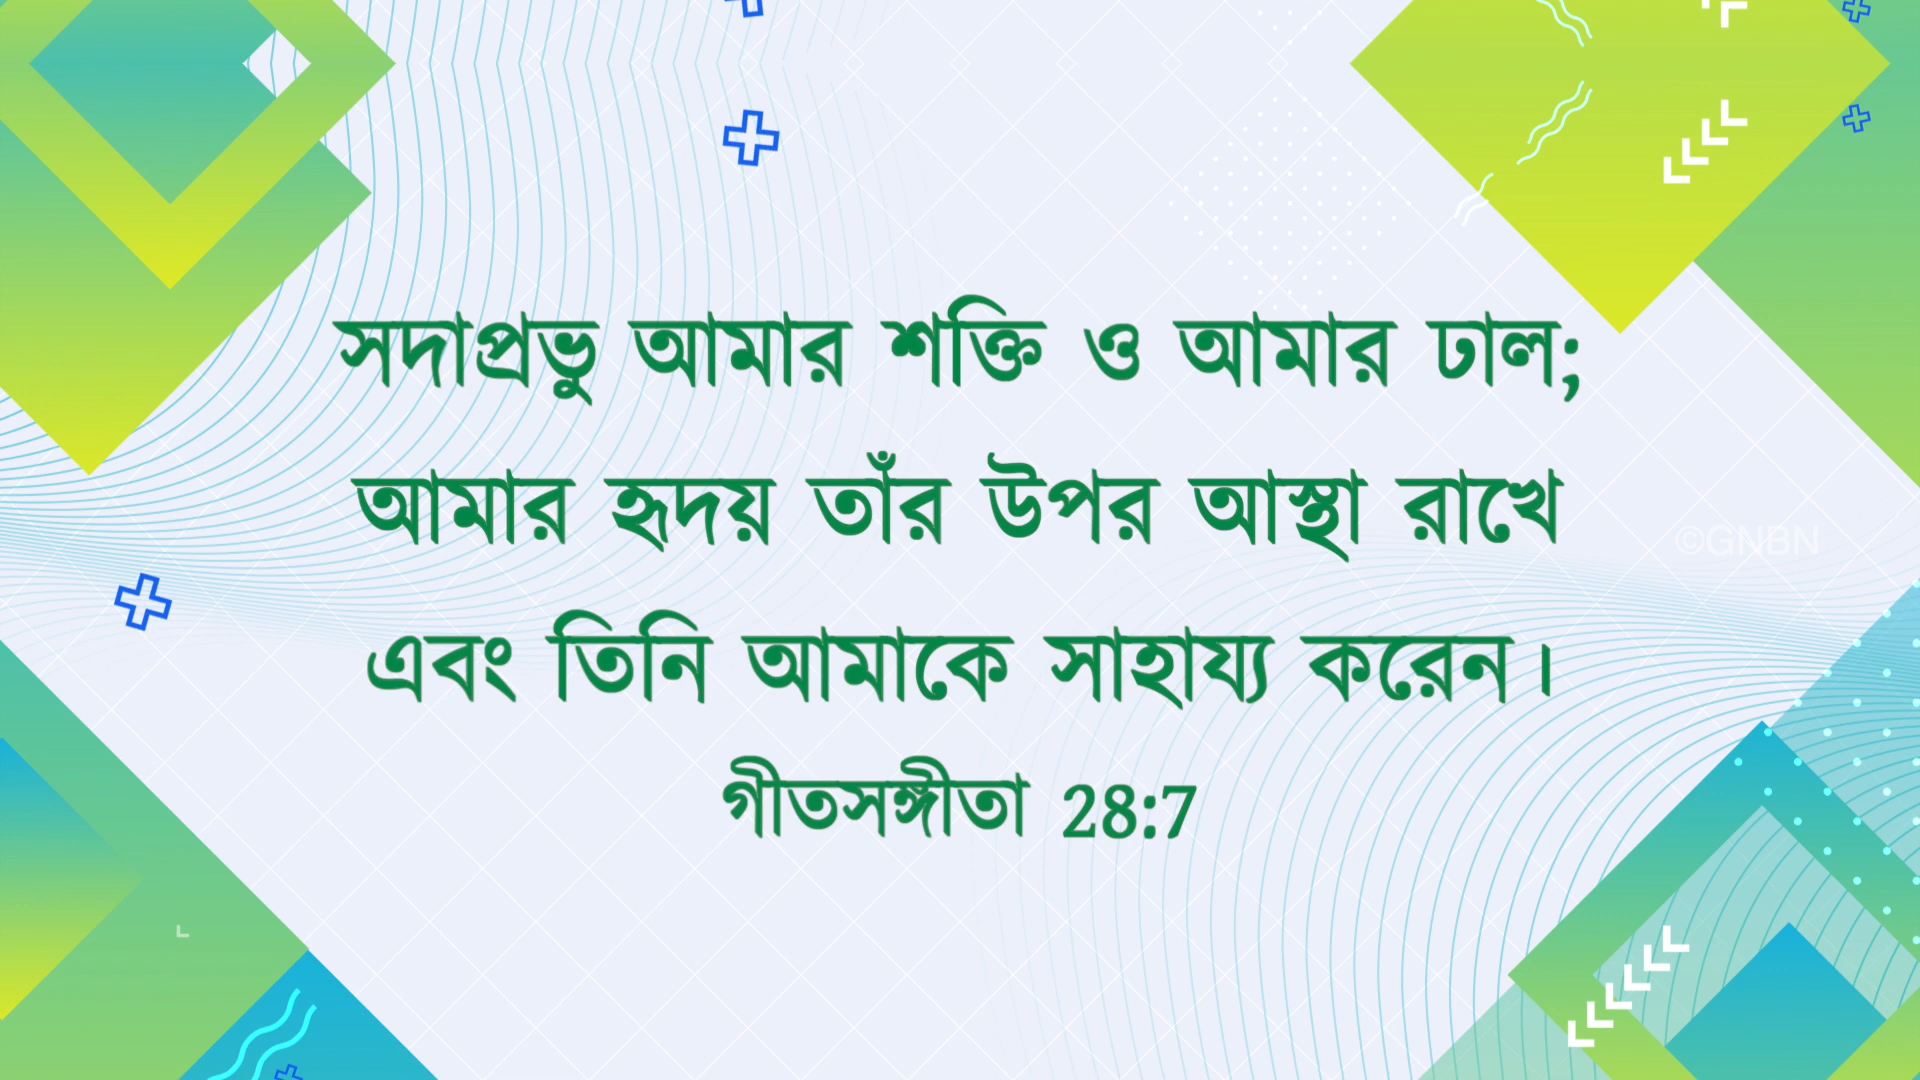 সদাপ্রভু আমার শক্তি ও আমার ঢাল;
আমার হৃদয় তাঁর উপর আস্থা রাখে
এবং তিনি আমাকে সাহায্য করেন।
গীতসঙ্গীতা 28:7
©GNBN